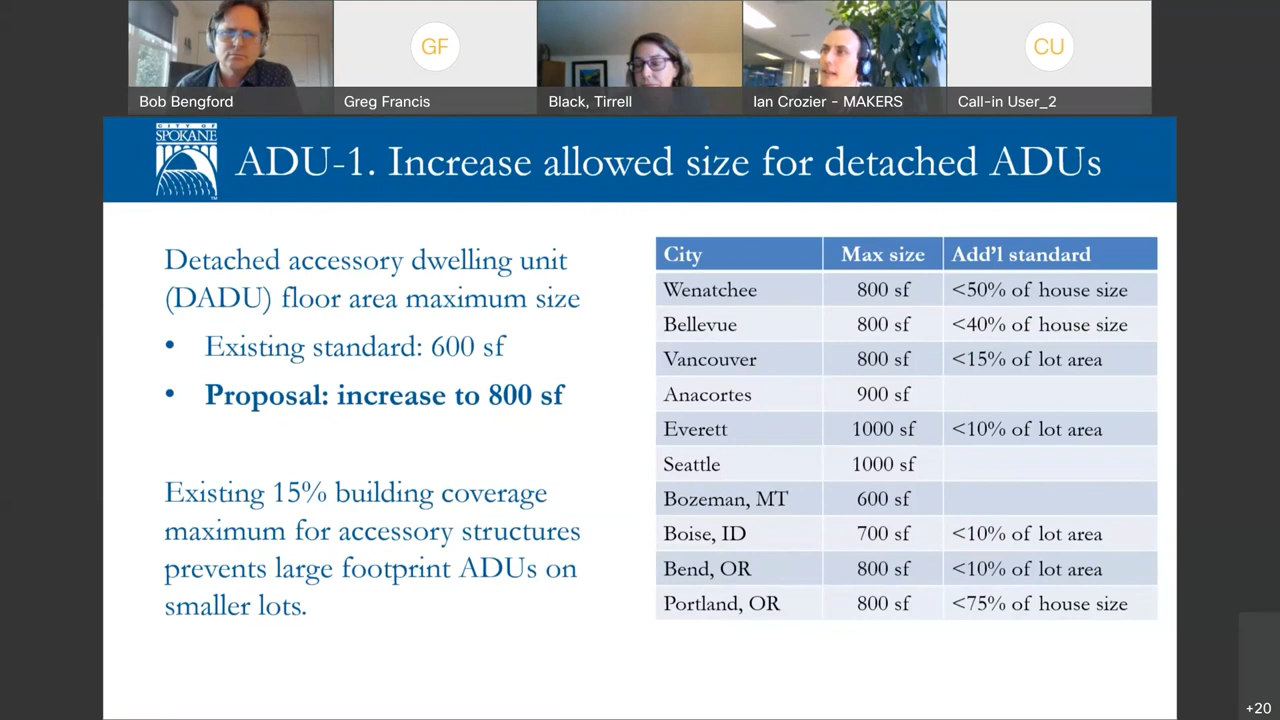 GF
CU
Bob Bengford
Greg Francis
Black, Tirrell
Ian Crozier - MAKERS
Call-in User_2
CITY OF
SPOKANE
ADU-1. Increase allowed size for detached ADUs
Detached accessory dwelling unit
(DADU) floor area maximum size
• Existing standard: 600 sf
• Proposal: increase to 800 sf
Existing 15% building coverage
maximum for accessory structures
prevents large footprint ADUs on
smaller lots.
City Max size Add'l standard
Wenatchee 800 sf <50% of house size
Bellevue 800 sf <40% of house size
Vancouver 800 sf <15% of lot area
Anacortes 900 sf
Everett 1000 sf <10% of lot area
Seattle 1000 sf
Bozeman, MT 600 sf
Boise, ID 700 sf <10% of lot area
Bend, OR 800 sf <10% of lot area
Portland, OR 800 sf <75% of house size
+20